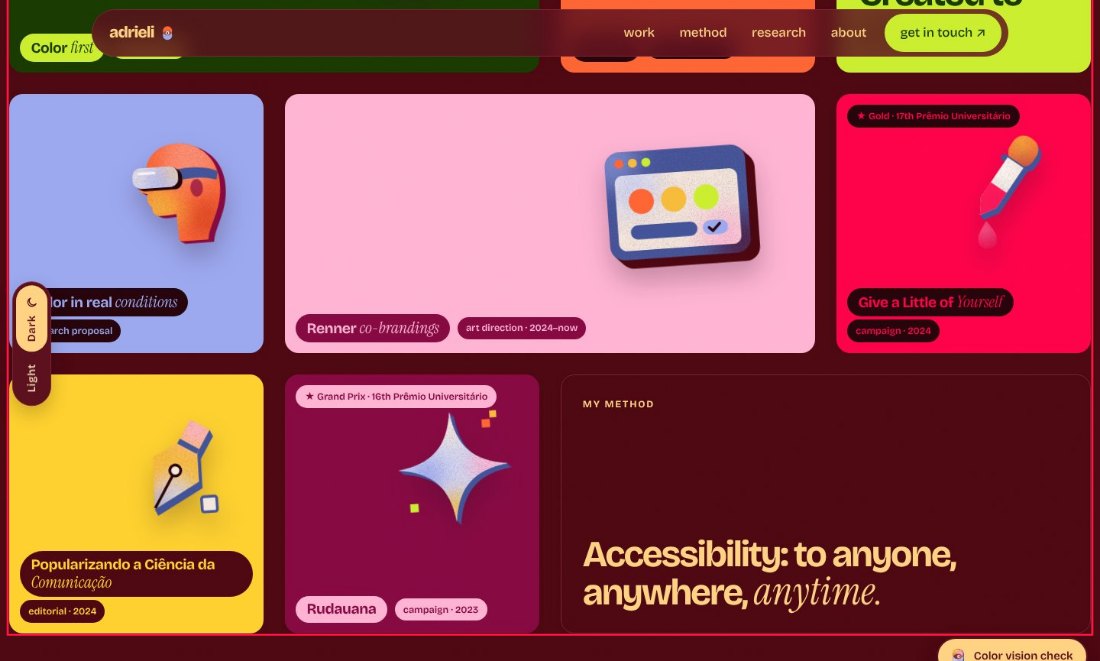 Created to
Color first
adrieli
work
method
research
about
get in touch ↗
★ Gold · 17th Prêmio Universitário
lor in real conditions
arch proposal
Renner co-brandings
art direction · 2024–now
Give a Little of Yourself
campaign · 2024
Dark
Light
★ Grand Prix · 16th Prêmio Universitário
MY METHOD
Popularizando a Ciência da
Comunicação
editorial · 2024
Rudauana
campaign · 2023
Accessibility: to anyone,
anywhere, anytime.
Color vision check